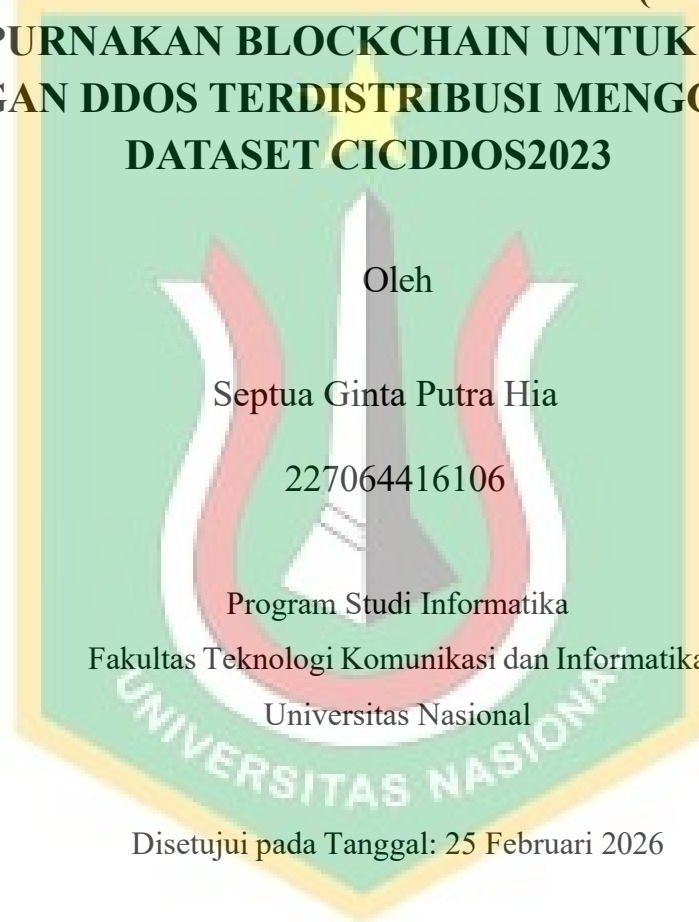 PURNAKAN BLOCKCHAIN UNTUK
GAN DDOS TERDISTRIBUSI MENGG
DATASET CICDDOS2023
Oleh
Septua Ginta Putra Hia
227064416106
Program Studi Informatika
Fakultas Teknologi Komunikasi dan Informatika
Universitas Nasional
UNIVERSITAS NASIONAL
Disetujui pada Tanggal: 25 Februari 2026